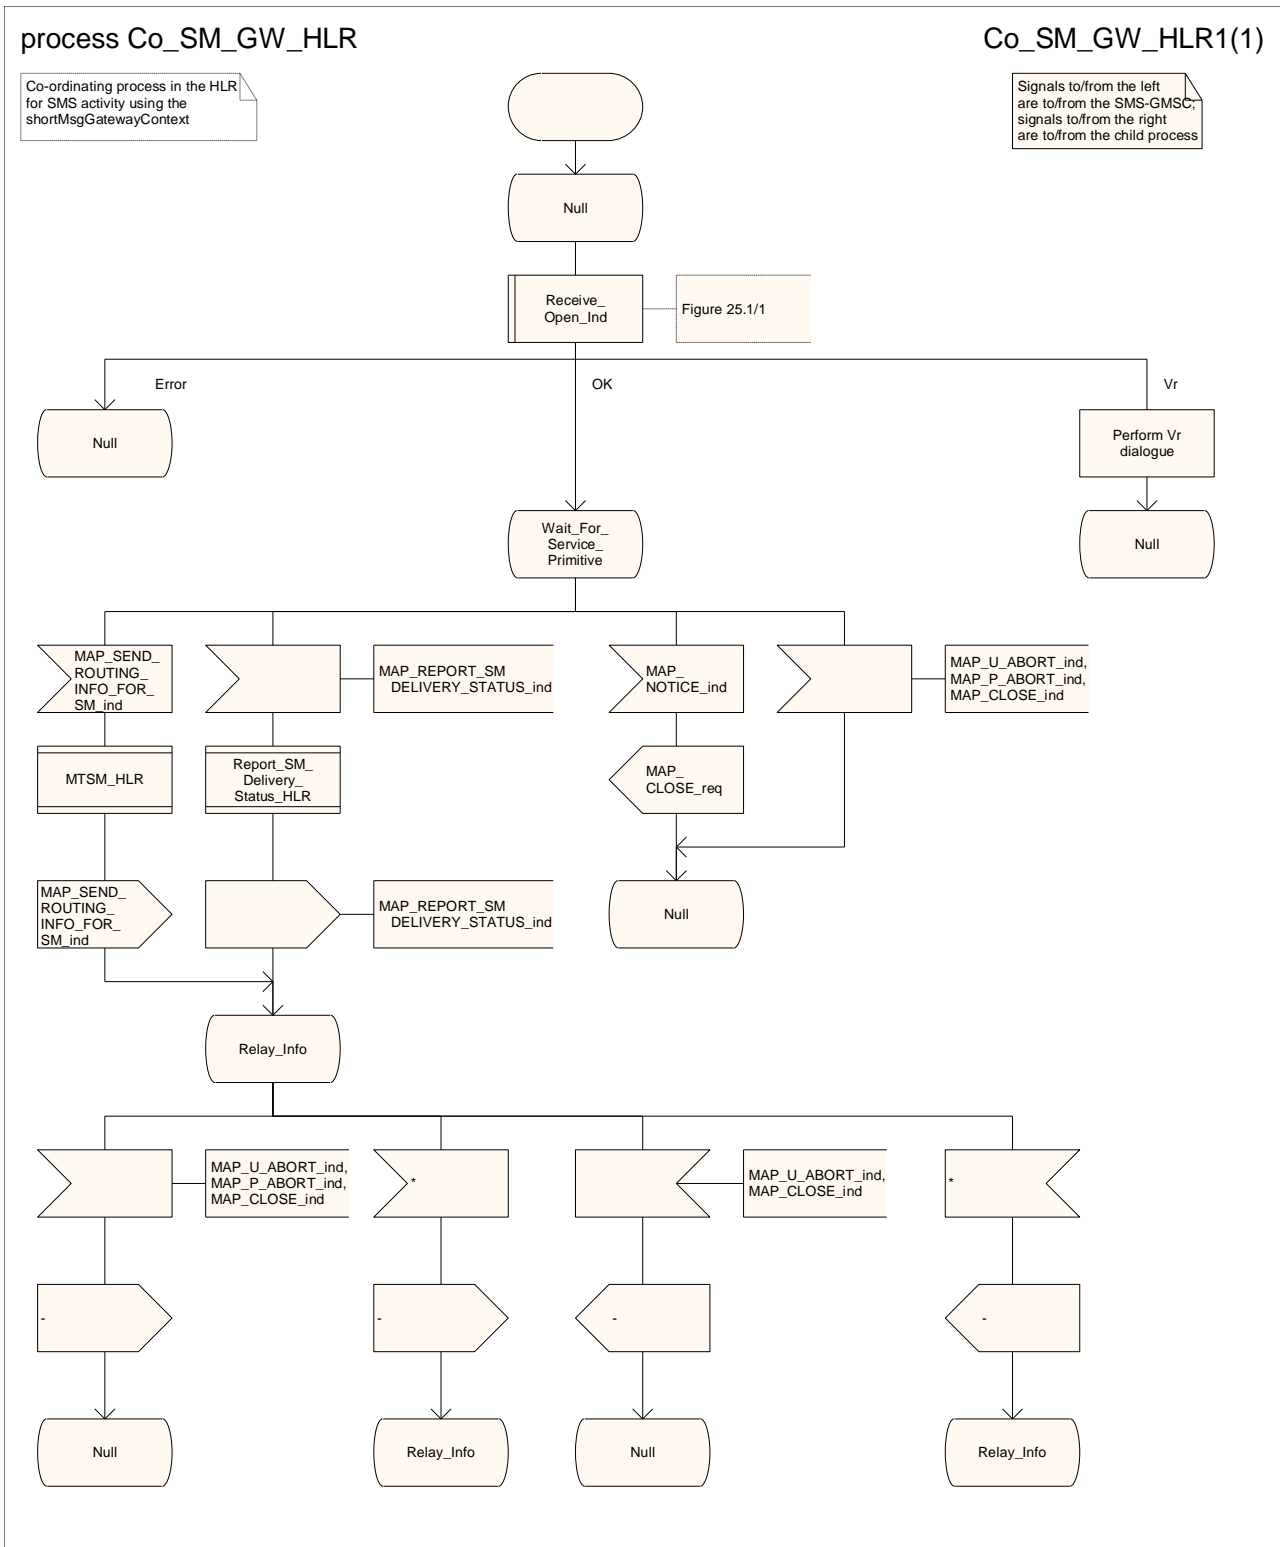 process Co_SM_GW_HLR
Co_SM_GW_HLR1(1)
Co-ordinating process in the HLR
for SMS activity using the
shortMsgGatewayContext
Signals to/from the left
are to/from the SMS-GMSC;
signals to/from the right
are to/from the child process
Null
Receive_
Open_Ind
Figure 25.1/1
Error
OK
Vr
Null
Perform Vr
dialogue
Wait_For_
Service_
Primitive
Null
MAP_SEND_
ROUTING_
INFO_FOR_
SM_ind
MAP_REPORT_SM
DELIVERY_STATUS_ind
MAP_
NOTICE_ind
MAP_U_ABORT_ind,
MAP_P_ABORT_ind,
MAP_CLOSE_ind
MTSM_HLR
Report_SM_
Delivery_
Status_HLR
MAP_
CLOSE_req
MAP_SEND_
ROUTING_
INFO_FOR_
SM_ind
MAP_REPORT_SM
DELIVERY_STATUS_ind
Null
Relay_Info
MAP_U_ABORT_ind,
MAP_P_ABORT_ind,
MAP_CLOSE_ind
*
MAP_U_ABORT_ind,
MAP_CLOSE_ind
*
-
-
-
-
Null
Relay_Info
Null
Relay_Info